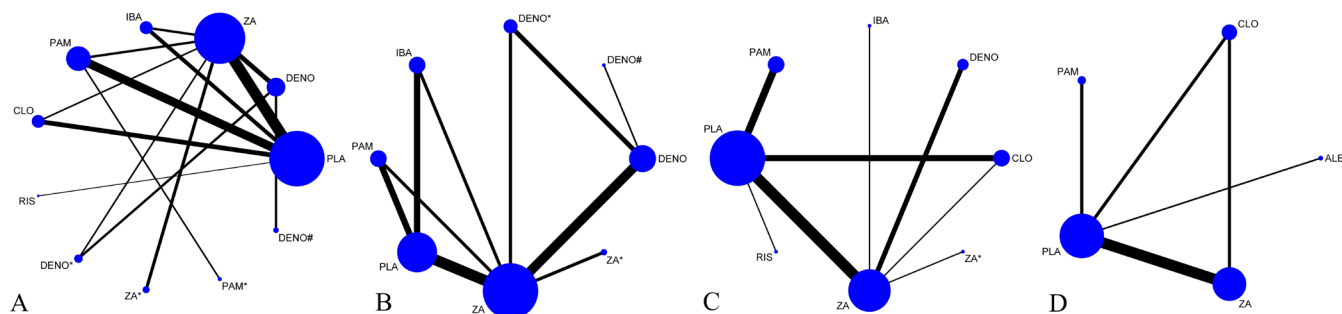 IBA
ZA
PAM
DENO
CLO
PLA
RIS
DENO#
DENO*
ZA*
PAM*
A
DENO*
IBA
DENO#
PAM
DENO
PLA
ZA*
ZA
B
IBA
PAM
DENO
PLA
CLO
RIS
ZA*
ZA
C
CLO
PAM
ALE
PLA
ZA
D